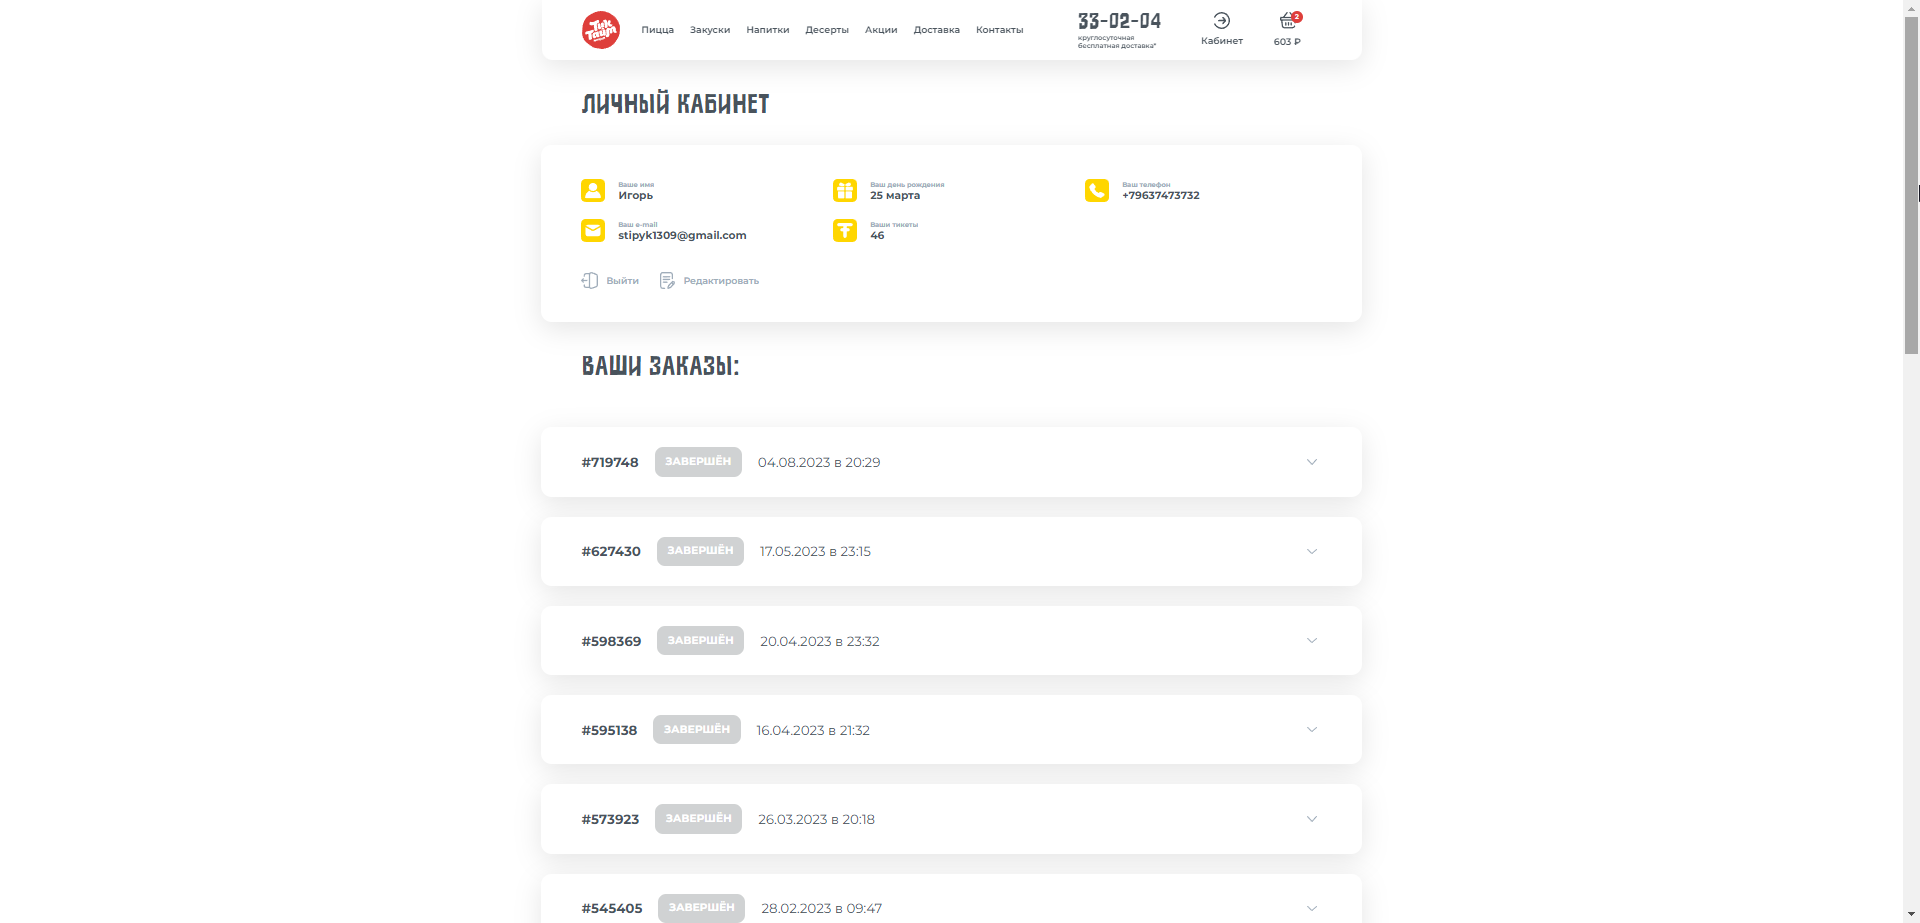 Тик Тайм
Пицца Закуски Напитки Десерты Акции Доставка Контакты
33-02-04
круглосуточная
бесплатная доставка*
Кабинет
2
603 ₽
ЛИЧНЫЙ КАБИНЕТ
Ваше имя
Игорь
Ваш день рождения
25 марта
Ваш телефон
+79637473732
Ваш e-mail
stipyk1309@gmail.com
Ваши тикеты
46
Выйти Редактировать
ВАШИ ЗАКАЗЫ:
#719748 ЗАВЕРШЁН 04.08.2023 в 20:29
#627430 ЗАВЕРШЁН 17.05.2023 в 23:15
#598369 ЗАВЕРШЁН 20.04.2023 в 23:32
#595138 ЗАВЕРШЁН 16.04.2023 в 21:32
#573923 ЗАВЕРШЁН 26.03.2023 в 20:18
#545405 ЗАВЕРШЁН 28.02.2023 в 09:47